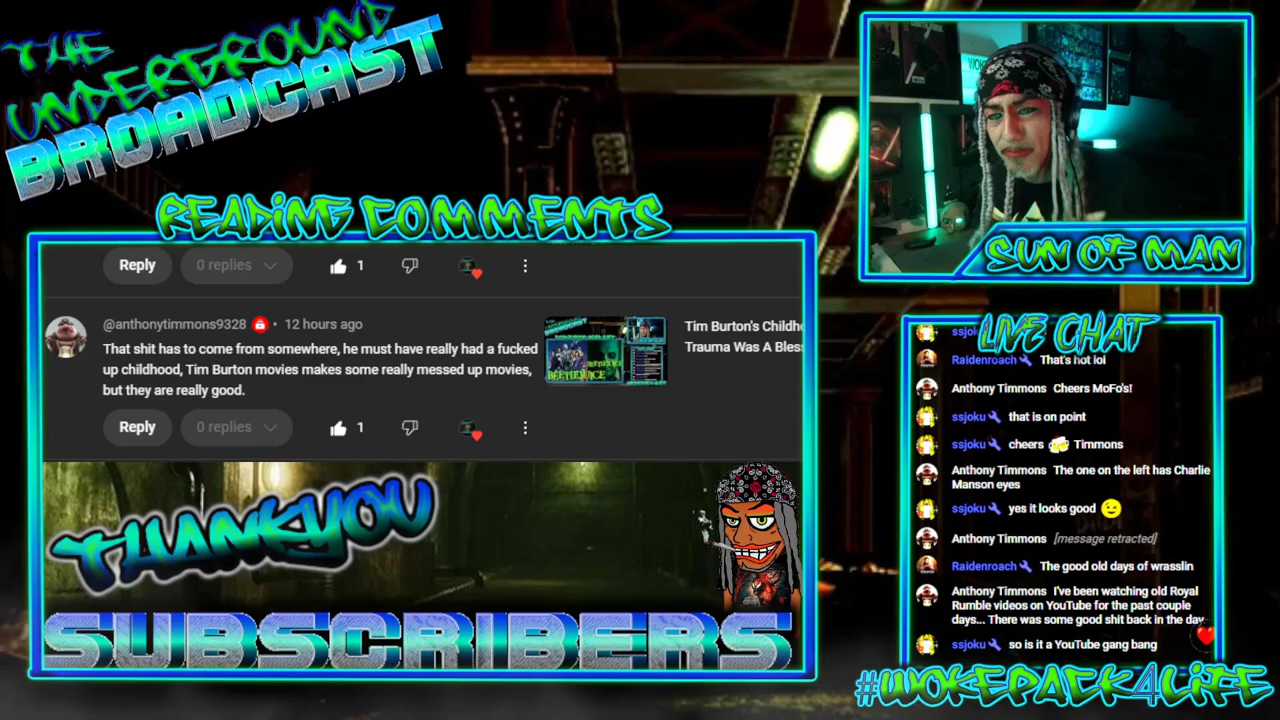 THE
UNDERGROUND
BROADCAST
READING COMMENTS
Reply
0 replies
1
@anthonytimmons9328 • 12 hours ago
That shit has to come from somewhere, he must have really had a fucked
up childhood, Tim Burton movies makes some really messed up movies,
but they are really good.
Tim Burton's Childh
Trauma Was A Bles
BEETLEJUICE
Reply
0 replies
1
THANKYOU
SUBSCRIBERS
WOKE
SUN OF MAN
LIVE CHAT
ssjok
Raidenroach That's hot lol
Anthony Timmons Cheers MoFo's!
ssjoku that is on point
ssjoku cheers 🍻 Timmons
Anthony Timmons The one on the left has Charlie
Manson eyes
ssjoku yes it looks good 😉
Anthony Timmons [message retracted]
Raidenroach The good old days of wrasslin
Anthony Timmons I've been watching old Royal
Rumble videos on YouTube for the past couple
days... There was some good shit back in the day
ssjoku so is it a YouTube gang bang
#WOKEPACK4LIFE